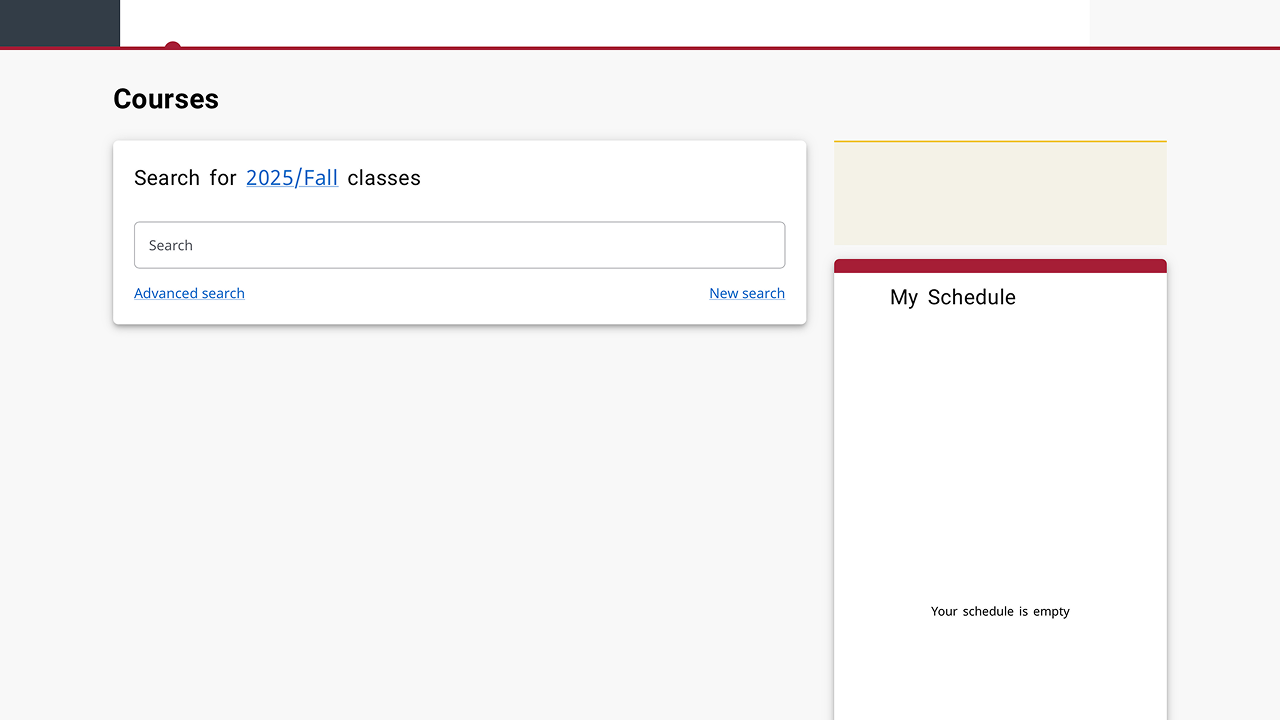 Courses
Search for 2025/Fall classes
Search
Advanced search
New search
My Schedule
Your schedule is empty